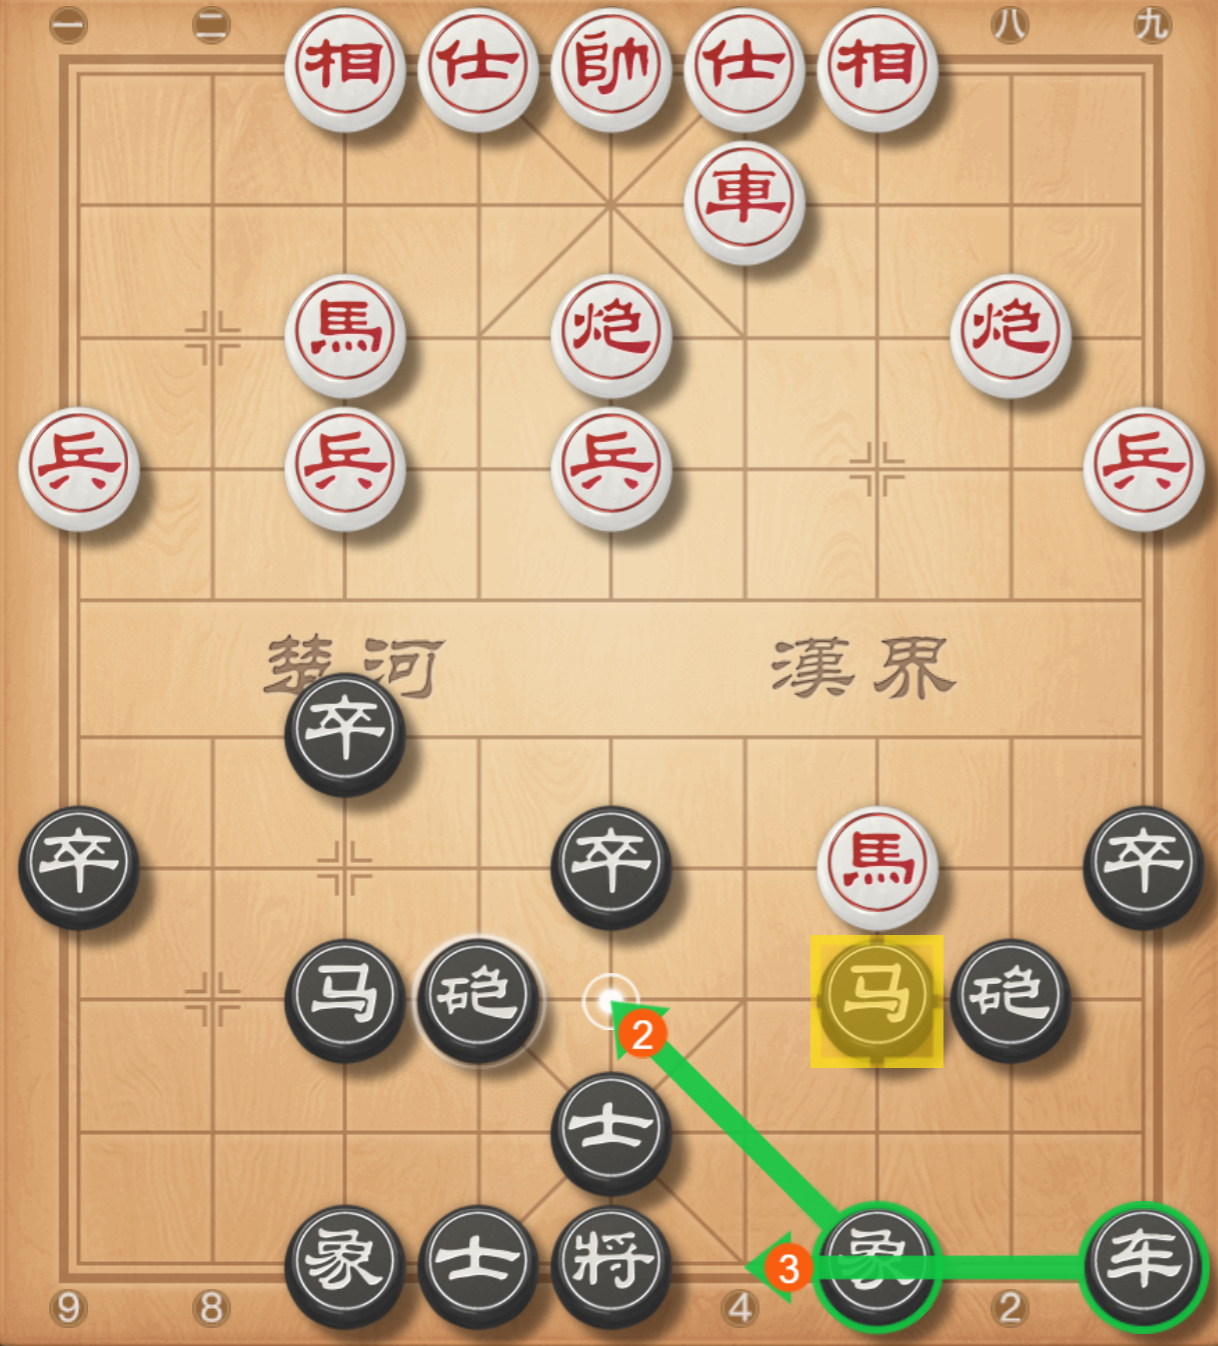 一 二 八 九
相 仕 帥 仕 相
車
馬 炮 炮
兵 兵 兵 兵
楚河 漢界
卒
卒 卒 馬 卒
马 砲 马 砲
2
士
象 士 将 象 车
3
9 8 4 2